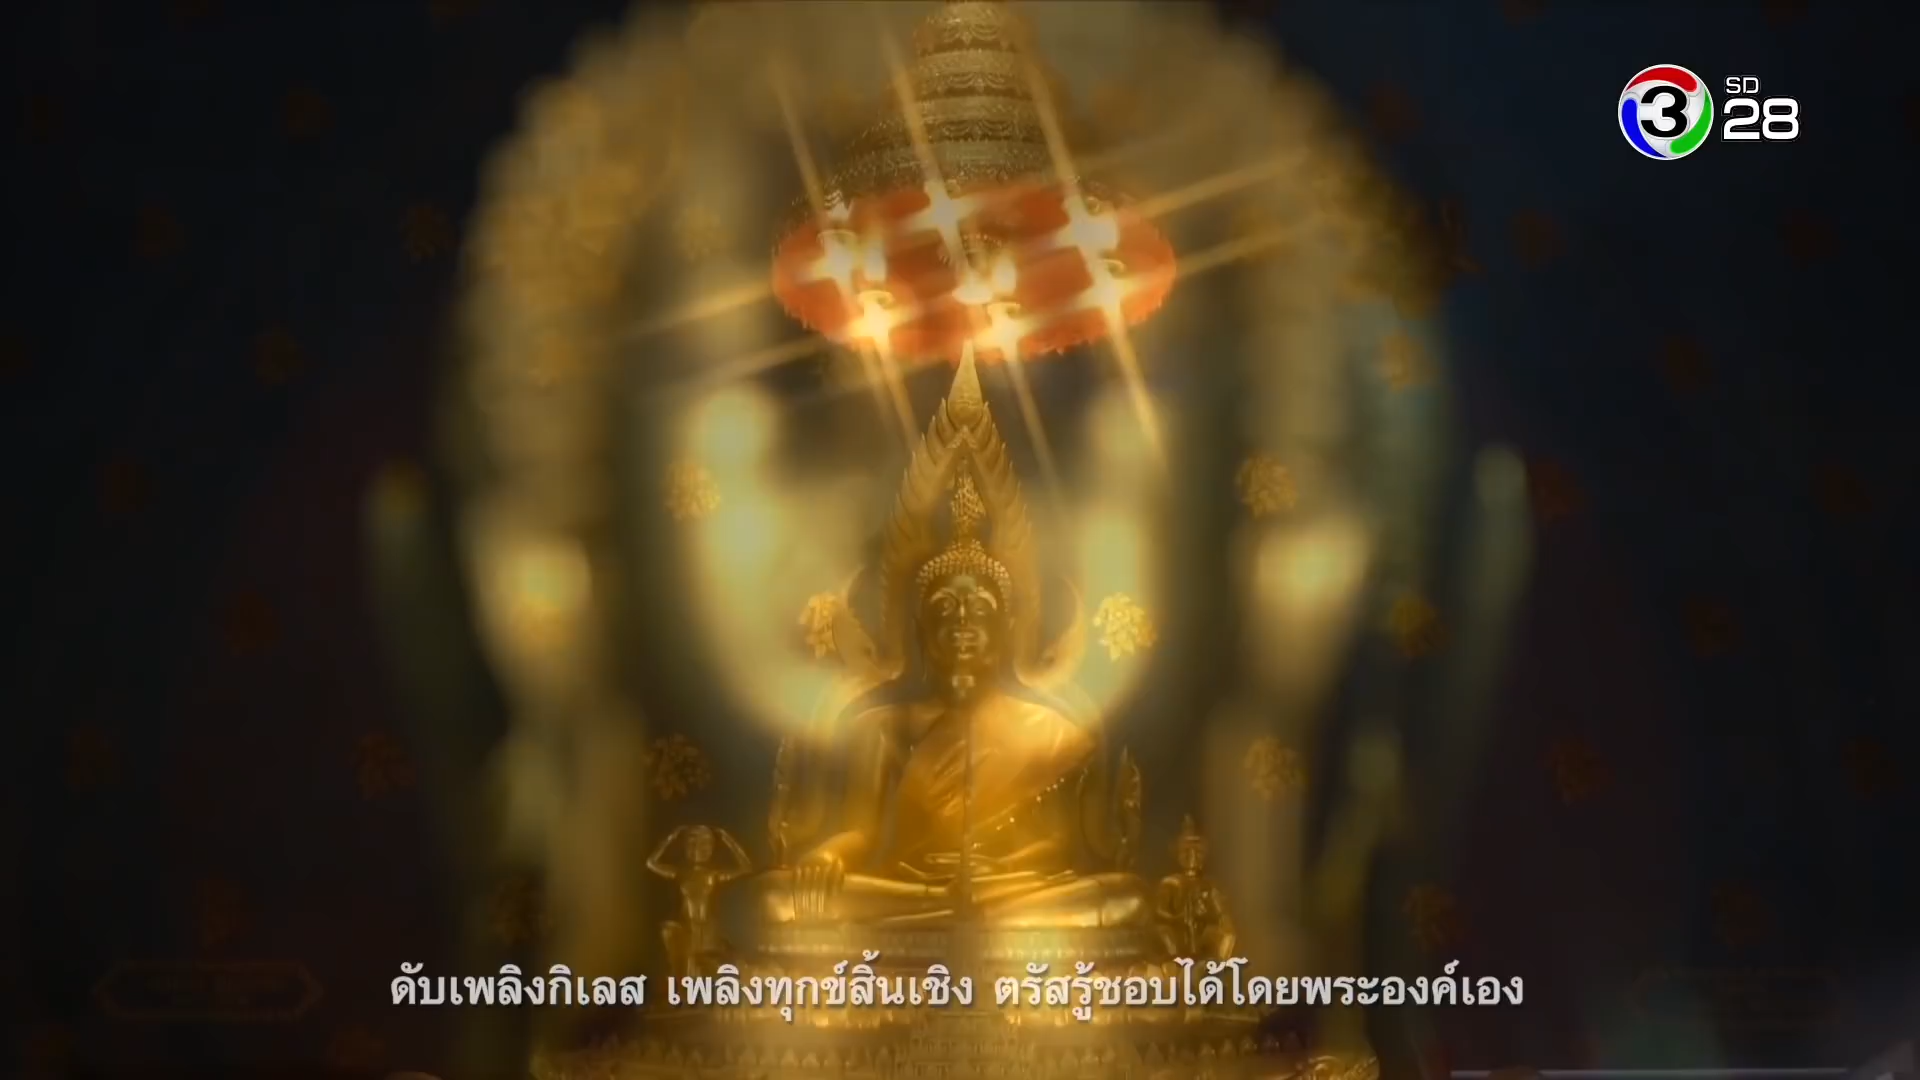 3 SD
28
ดับเพลิงกิเลส เพลิงทุกข์สิ้นเชิง ตรัสรู้ชอบได้โดยพระองค์เอง